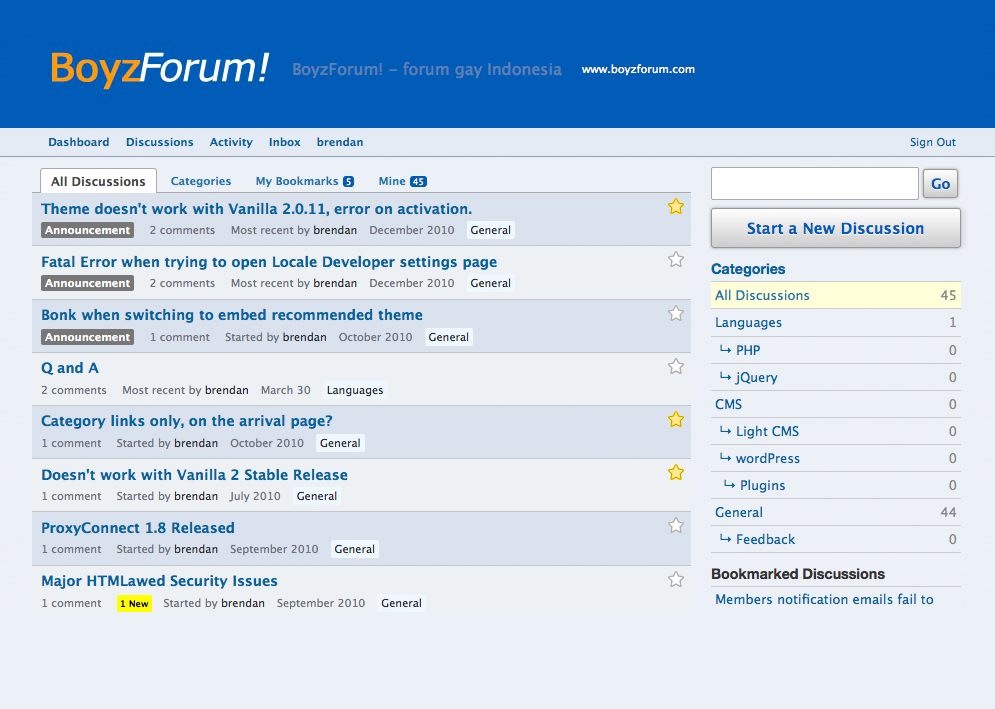 BoyzForum! BoyzForum! – forum gay Indonesia www.boyzforum.com
Dashboard Discussions Activity Inbox brendan Sign Out
All Discussions Categories My Bookmarks 5 Mine 45
Theme doesn't work with Vanilla 2.0.11, error on activation.
Announcement 2 comments Most recent by brendan December 2010 General
Fatal Error when trying to open Locale Developer settings page
Announcement 2 comments Most recent by brendan December 2010 General
Bonk when switching to embed recommended theme
Announcement 1 comment Started by brendan October 2010 General
Q and A
2 comments Most recent by brendan March 30 Languages
Category links only, on the arrival page?
1 comment Started by brendan October 2010 General
Doesn't work with Vanilla 2 Stable Release
1 comment Started by brendan July 2010 General
ProxyConnect 1.8 Released
1 comment Started by brendan September 2010 General
Major HTMLawed Security Issues
1 comment 1 New Started by brendan September 2010 General
Go
Start a New Discussion
Categories
All Discussions 45
Languages 1
↳ PHP 0
↳ jQuery 0
CMS 0
↳ Light CMS 0
↳ wordPress 0
↳ Plugins 0
General 44
↳ Feedback 0
Bookmarked Discussions
Members notification emails fail to